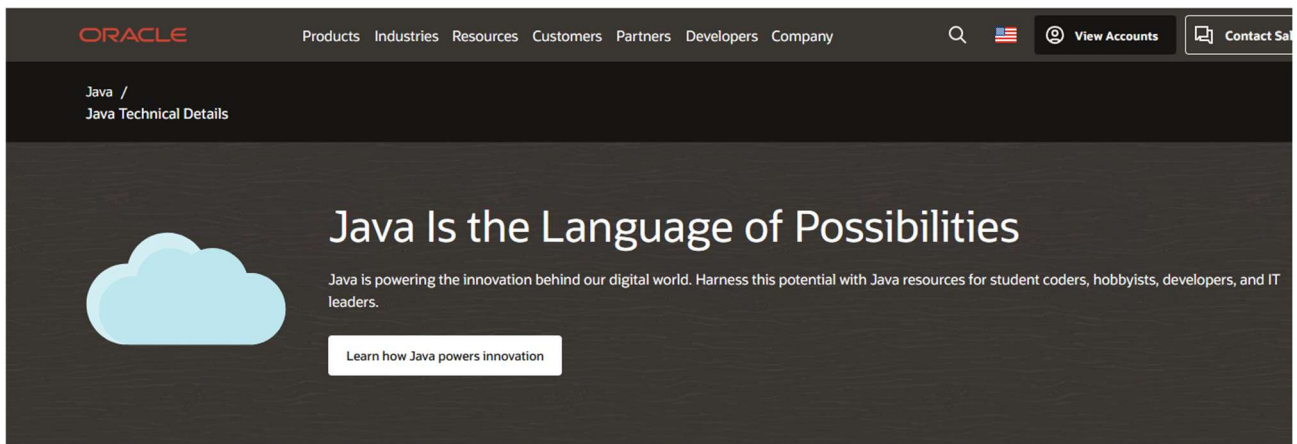 ORACLE
Products Industries Resources Customers Partners Developers Company
View Accounts
Contact Sal
Java /
Java Technical Details
Java Is the Language of Possibilities
Java is powering the innovation behind our digital world. Harness this potential with Java resources for student coders, hobbyists, developers, and IT
leaders.
Learn how Java powers innovation